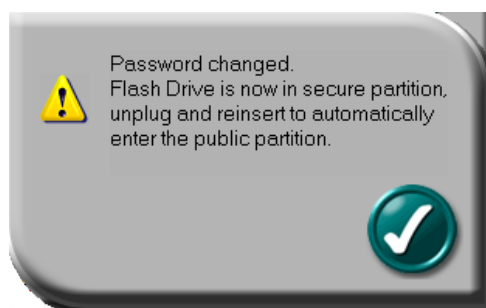 Password changed.
Flash Drive is now in secure partition,
unplug and reinsert to automatically
enter the public partition.